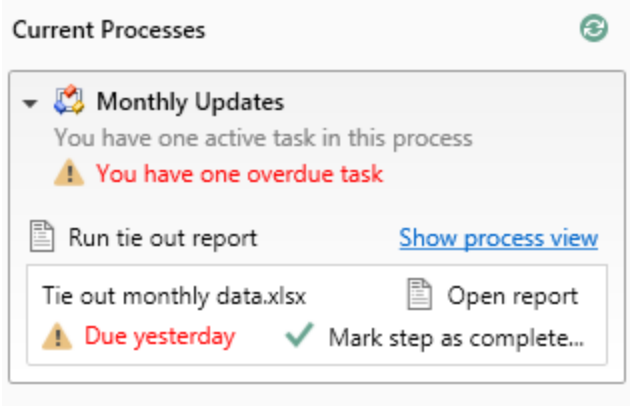 Current Processes
Monthly Updates
You have one active task in this process
You have one overdue task
Run tie out report Show process view
Tie out monthly data.xlsx Open report
Due yesterday Mark step as complete...